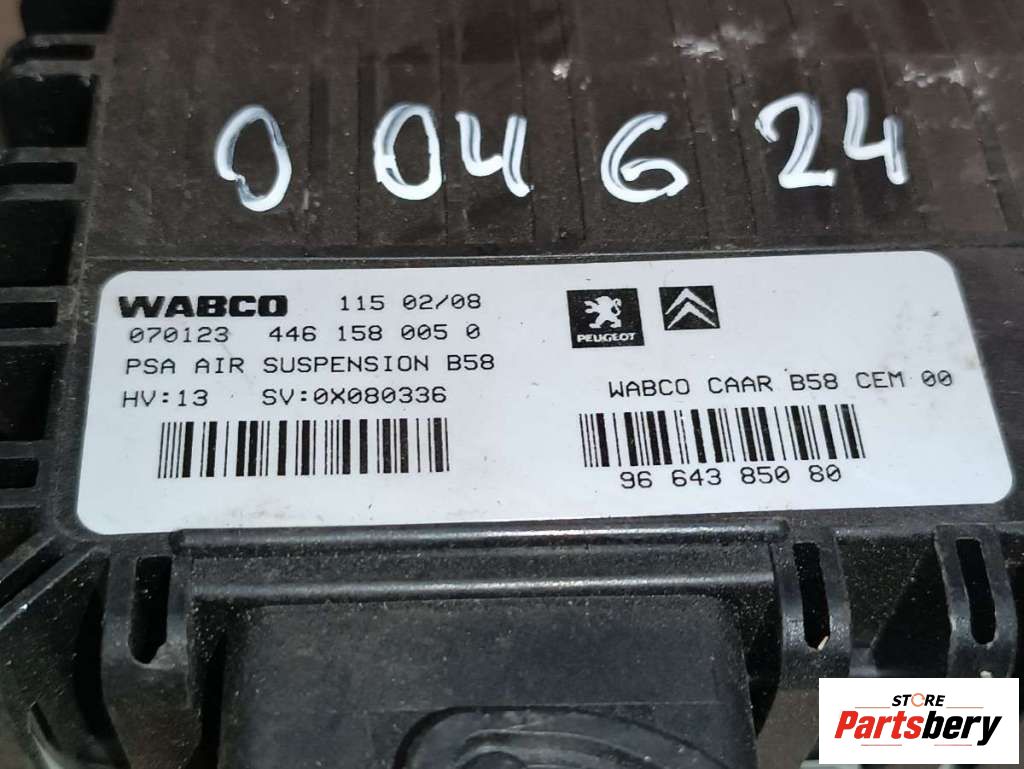 0 04 6 24
WABCO 115 02/08
070123 446 158 005 0
PSA AIR SUSPENSION B58
HV:13 SV:0X080336
PEUGEOT
WABCO CAAR B58 CEM 00
96 643 850 80
STORE
Partsbery